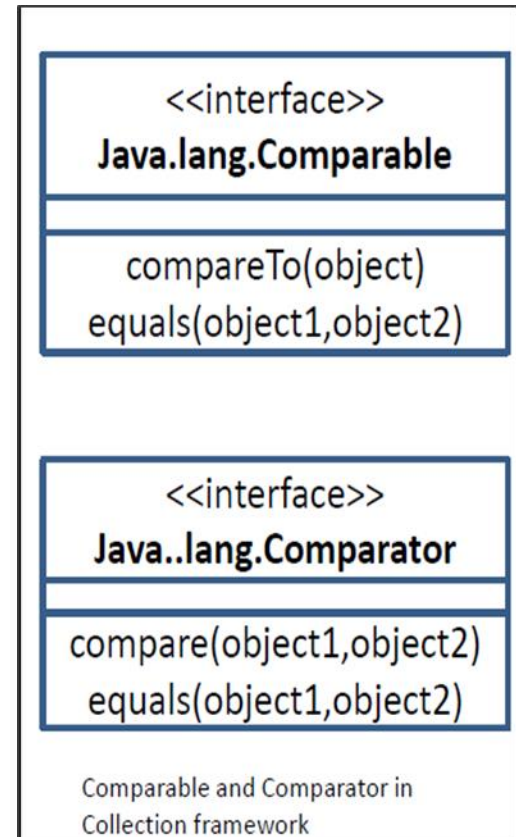 <<interface>>
Java.lang.Comparable
compareTo(object)
equals(object1,object2)
<<interface>>
Java..lang.Comparator
compare(object1,object2)
equals(object1,object2)
Comparable and Comparator in
Collection framework